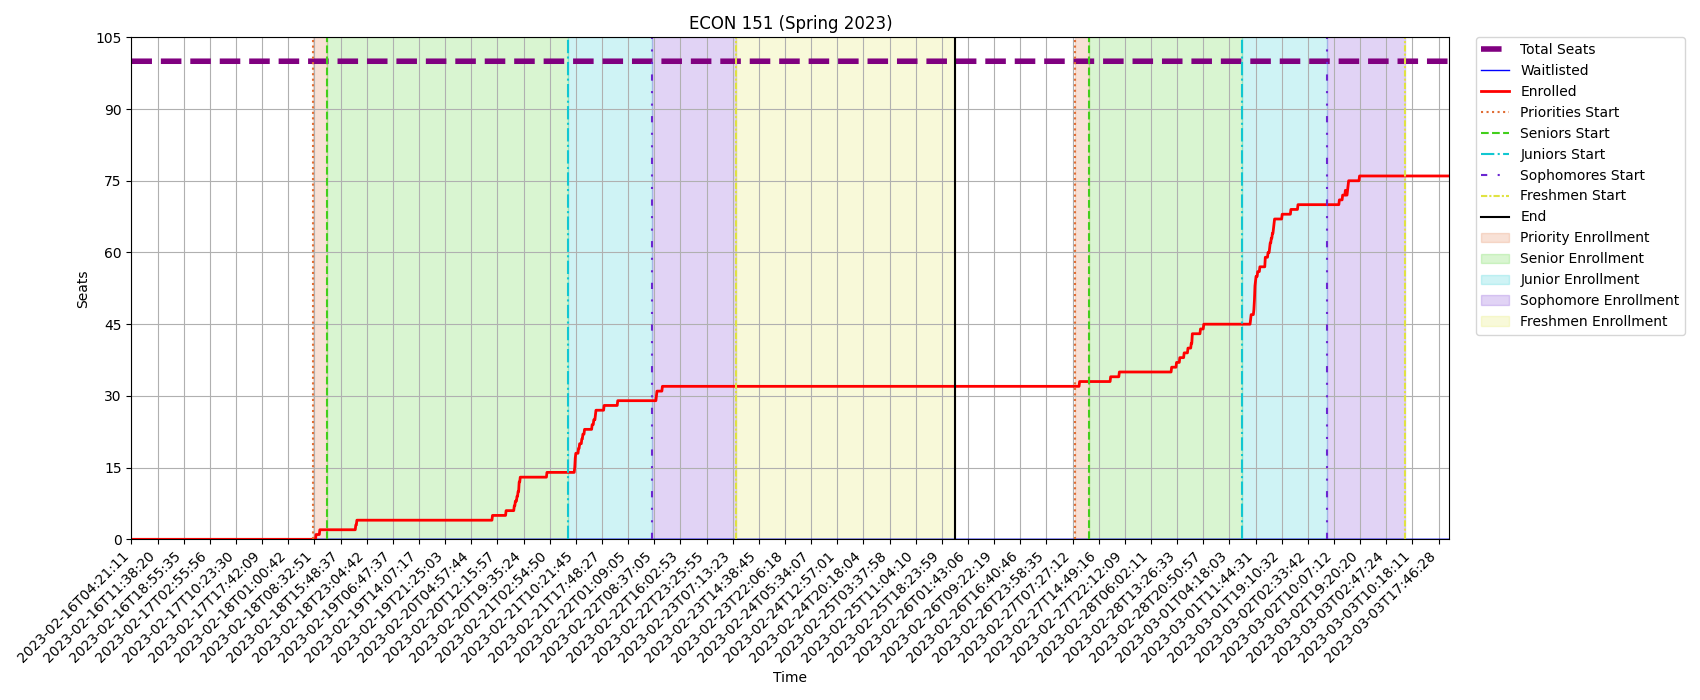 ECON 151 (Spring 2023)
105
90
75
60
45
30
15
0
Seats
2023-02-16T04:21:11
2023-02-16T11:38:20
2023-02-16T18:55:35
2023-02-17T02:55:56
2023-02-17T10:23:30
2023-02-17T17:42:09
2023-02-18T01:00:42
2023-02-18T08:32:51
2023-02-18T15:48:37
2023-02-18T23:04:42
2023-02-19T06:47:37
2023-02-19T14:07:17
2023-02-19T21:25:03
2023-02-20T04:57:44
2023-02-20T12:15:57
2023-02-20T19:35:24
2023-02-21T02:54:50
2023-02-21T10:21:45
2023-02-21T17:48:27
2023-02-22T01:09:05
2023-02-22T08:37:05
2023-02-22T16:02:53
2023-02-22T23:25:55
2023-02-23T07:13:23
2023-02-23T14:38:45
2023-02-23T22:06:18
2023-02-24T05:34:07
2023-02-24T12:57:01
2023-02-24T20:18:04
2023-02-25T03:37:58
2023-02-25T11:04:10
2023-02-25T18:23:59
2023-02-26T01:43:06
2023-02-26T09:22:19
2023-02-26T16:40:46
2023-02-26T23:58:35
2023-02-27T07:27:12
2023-02-27T14:49:16
2023-02-27T22:12:09
2023-02-28T06:02:11
2023-02-28T13:26:33
2023-02-28T20:50:57
2023-03-01T04:18:03
2023-03-01T11:44:31
2023-03-01T19:10:32
2023-03-02T02:33:42
2023-03-02T10:07:12
2023-03-02T19:20:20
2023-03-03T02:47:24
2023-03-03T10:18:11
2023-03-03T17:46:28
Time
Total Seats
Waitlisted
Enrolled
Priorities Start
Seniors Start
Juniors Start
Sophomores Start
Freshmen Start
End
Priority Enrollment
Senior Enrollment
Junior Enrollment
Sophomore Enrollment
Freshmen Enrollment